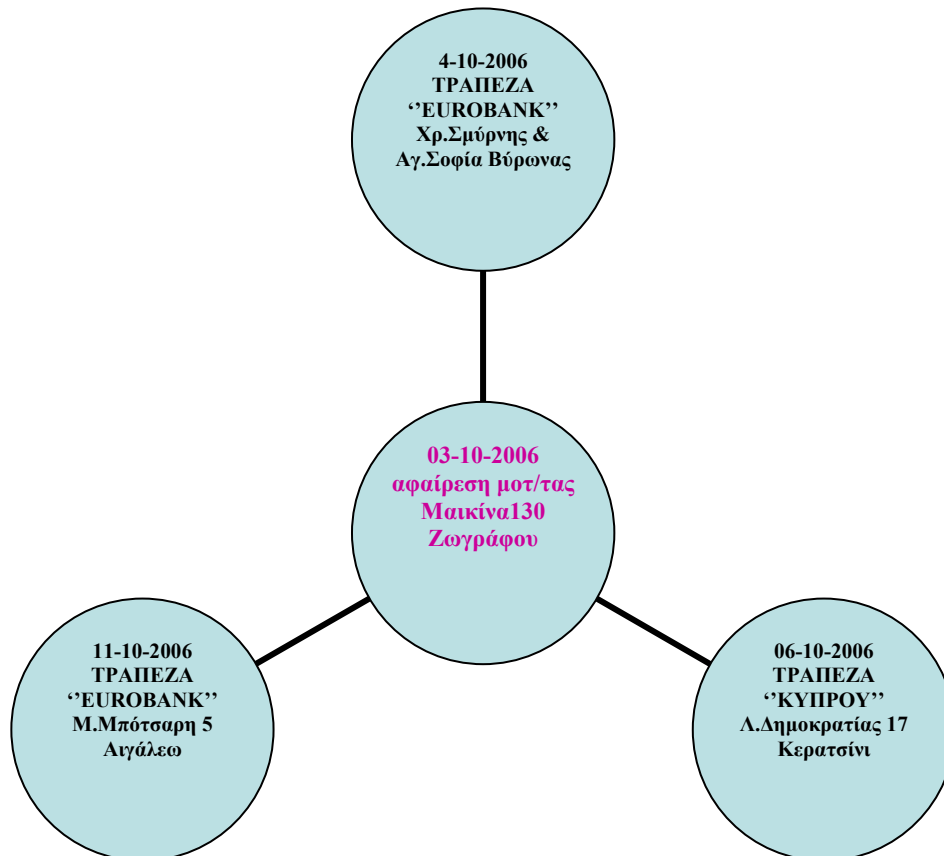 4-10-2006
ΤΡΑΠΕΖΑ
‘’EUROBANK’’
Χρ.Σμύρνης &
Αγ.Σοφία Βύρωνας
03-10-2006
αφαίρεση μοτ/τας
Μαικίνα130
Ζωγράφου
11-10-2006
ΤΡΑΠΕΖΑ
‘’EUROBANK’’
Μ.Μπότσαρη 5
Αιγάλεω
06-10-2006
ΤΡΑΠΕΖΑ
‘’ΚΥΠΡΟΥ’’
Λ.Δημοκρατίας 17
Κερατσίνι